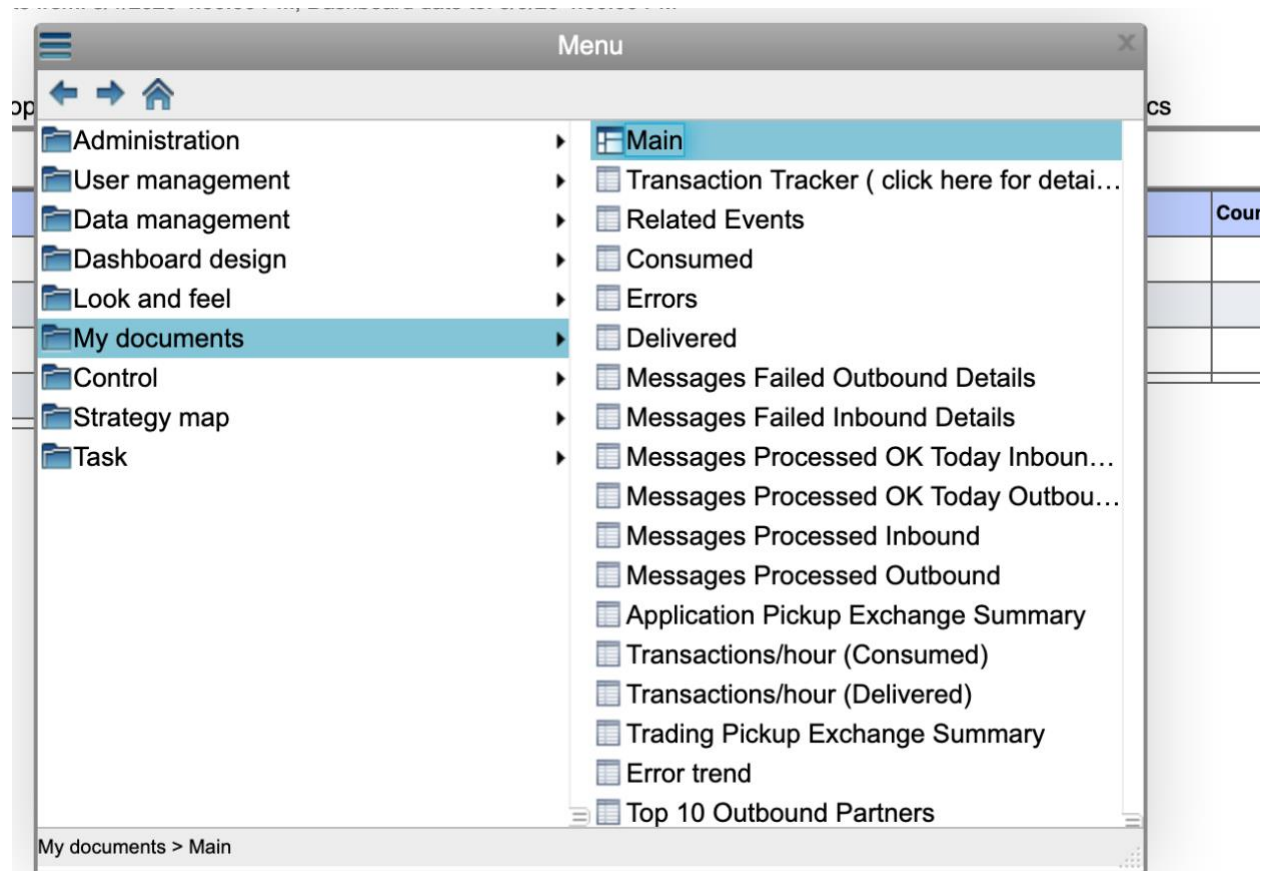 Menu
op
cs
Administration
User management
Data management
Dashboard design
Look and feel
My documents
Control
Strategy map
Task
Main
Transaction Tracker ( click here for detai...
Related Events
Consumed
Errors
Delivered
Messages Failed Outbound Details
Messages Failed Inbound Details
Messages Processed OK Today Inboun...
Messages Processed OK Today Outbou...
Messages Processed Inbound
Messages Processed Outbound
Application Pickup Exchange Summary
Transactions/hour (Consumed)
Transactions/hour (Delivered)
Trading Pickup Exchange Summary
Error trend
Top 10 Outbound Partners
Cour
My documents > Main